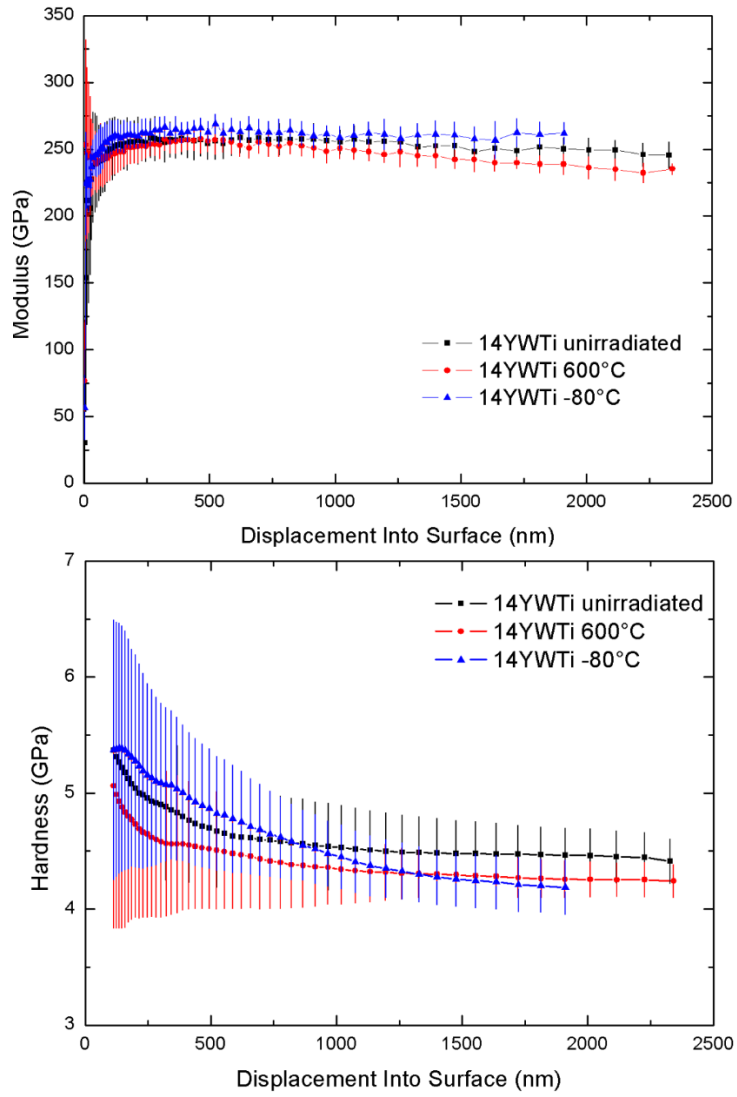 350
300
250
200
150
100
50
0
Modulus (GPa)
14YWTi unirradiated
14YWTi 600°C
14YWTi -80°C
0 500 1000 1500 2000 2500
Displacement Into Surface (nm)
7
6
5
4
3
Hardness (GPa)
14YWTi unirradiated
14YWTi 600°C
14YWTi -80°C
0 500 1000 1500 2000 2500
Displacement Into Surface (nm)